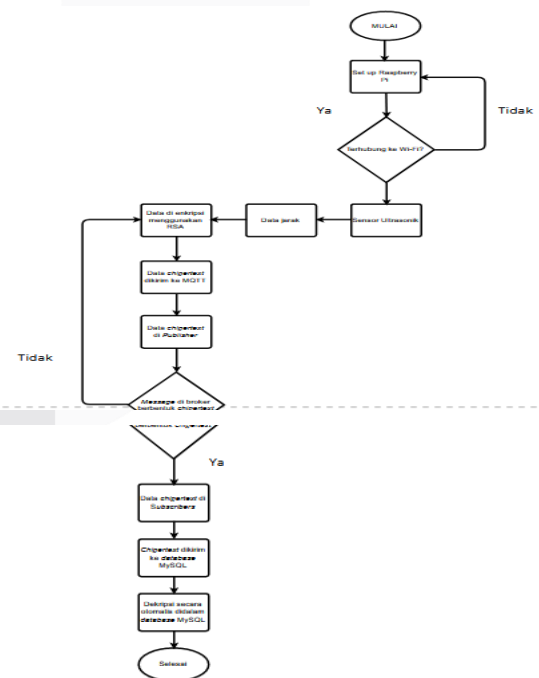 MULAI
Set up Raspberry
Pi
Ya
Tidak
Terhubung ke Wi-Fi?
Sensor Ultrasonik
Data jarak
Data di enkripsi
menggunakan
RSA
Data chipertext
dikirim ke MQTT
Data chipertext
di Publisher
Tidak
Message di broker
berbentuk chipertext
berbentuk chipertext
Ya
Data chipertext di
Subscribers
Chipertext dikirim
ke database
MySQL
Dekripsi secara
otomatis didalam
database MySQL
Selesai